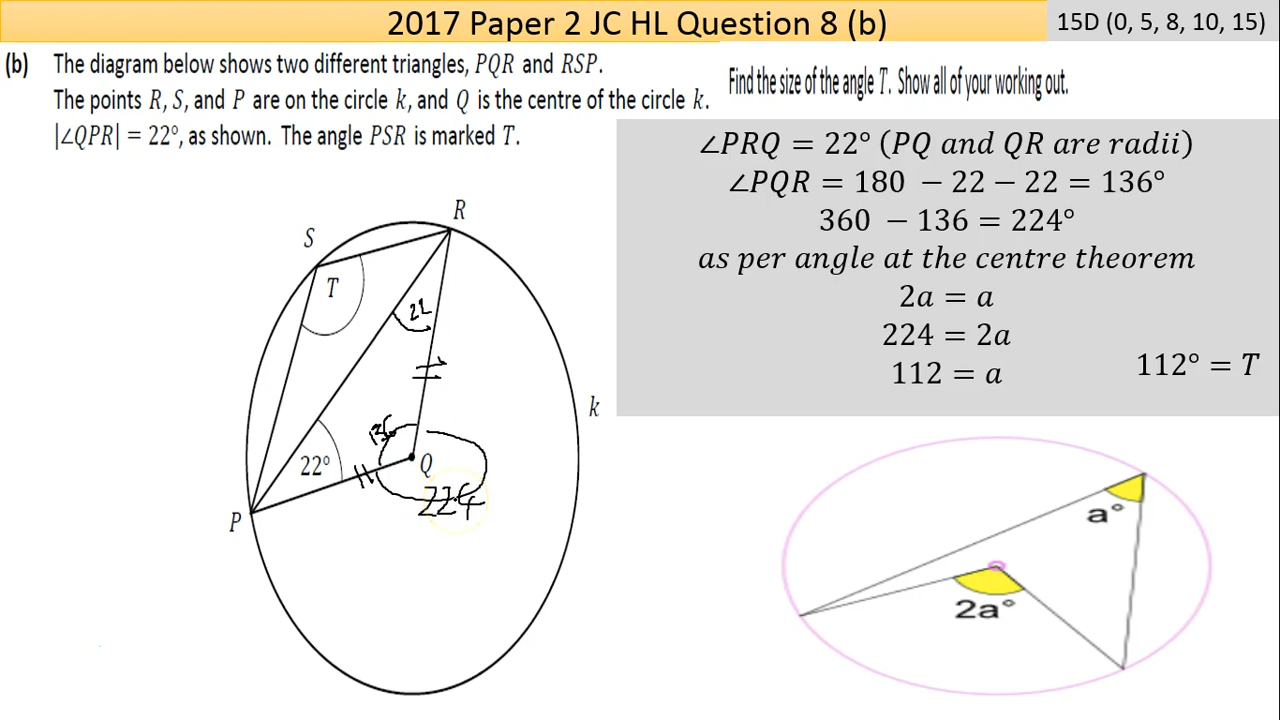 2017 Paper 2 JC HL Question 8 (b)
15D (0, 5, 8, 10, 15)
(b) The diagram below shows two different triangles, PQR and RSP.
The points R, S, and P are on the circle k, and Q is the centre of the circle k.
|∠QPR| = 22°, as shown. The angle PSR is marked T.
Find the size of the angle T. Show all of your working out.
∠PRQ = 22° (PQ and QR are radii)
∠PQR = 180 − 22 − 22 = 136°
360 − 136 = 224°
as per angle at the centre theorem
2a = a
224 = 2a
112 = a
112° = T
R
S
T
22
k
136
22°
Q
224
P
a°
2a°